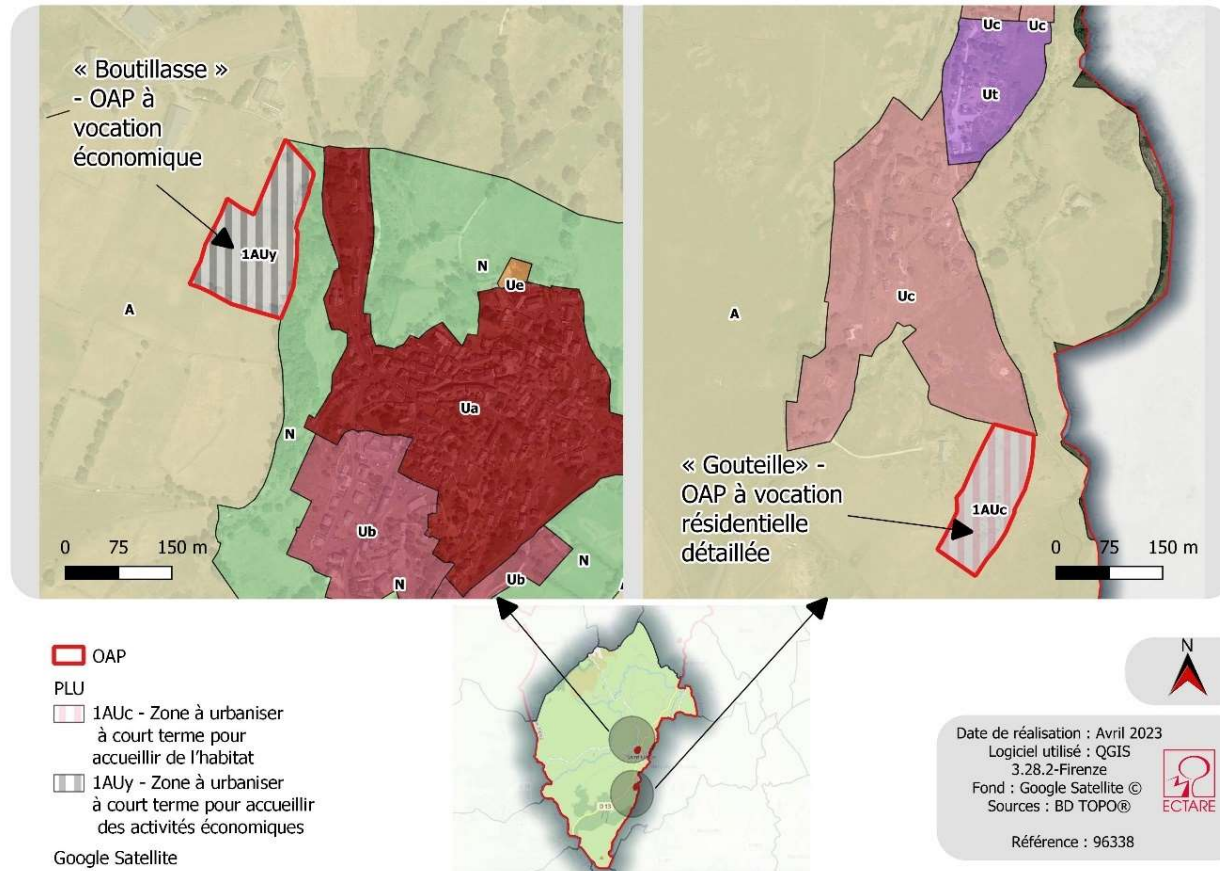 « Boutillasse »
- OAP à
vocation
économique
1AUy
A
N
Ue
Ua
N
Ub
N
Ub
N
0 75 150 m
Uc
Uc
Ut
Uc
A
« Gouteille» -
OAP à vocation
résidentielle
détaillée
1AUc
0 75 150 m
OAP
PLU
1AUc - Zone à urbaniser
à court terme pour
accueillir de l'habitat
1AUy - Zone à urbaniser
à court terme pour accueillir
des activités économiques
Google Satellite
N
Date de réalisation : Avril 2023
Logiciel utilisé : QGIS
3.28.2-Firenze
Fond : Google Satellite ©
Sources : BD TOPO®
Référence : 96338
ECTARE